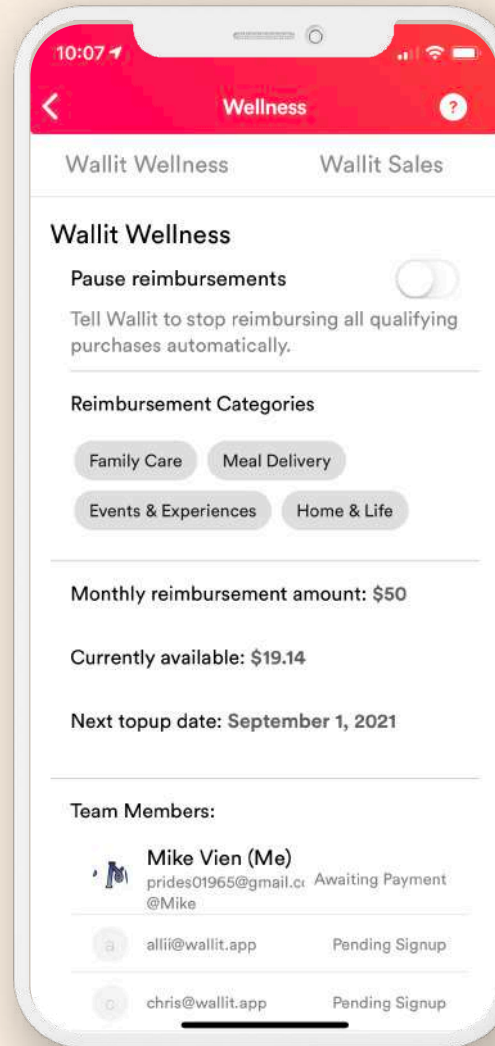 10:07
Wellness
?
Wallit Wellness Wallit Sales
Wallit Wellness
Pause reimbursements
Tell Wallit to stop reimbursing all qualifying
purchases automatically.
Reimbursement Categories
Family Care Meal Delivery
Events & Experiences Home & Life
Monthly reimbursement amount: $50
Currently available: $19.14
Next topup date: September 1, 2021
Team Members:
Mike Vien (Me)
prides01965@gmail.cc Awaiting Payment
@Mike
a allii@wallit.app Pending Signup
c chris@wallit.app Pending Signup